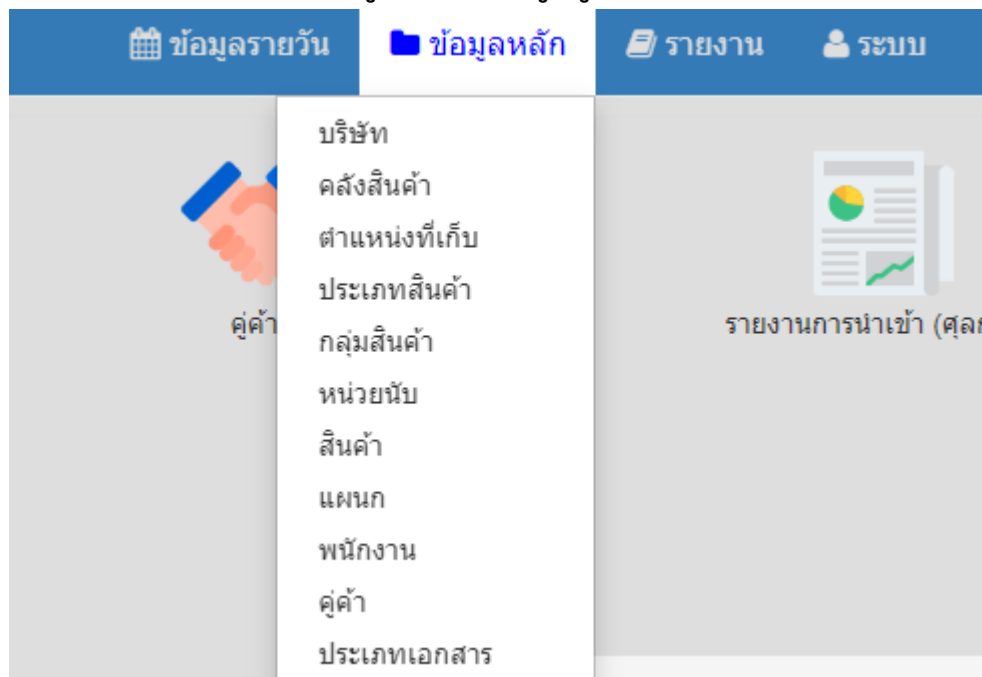 ข้อมูลรายวัน ข้อมูลหลัก รายงาน ระบบ
บริษัท
คลังสินค้า
ตำแหน่งที่เก็บ
ประเภทสินค้า
กลุ่มสินค้า
หน่วยนับ
สินค้า
แผนก
พนักงาน
คู่ค้า
ประเภทเอกสาร
คู่ค้า
รายงานการนำเข้า